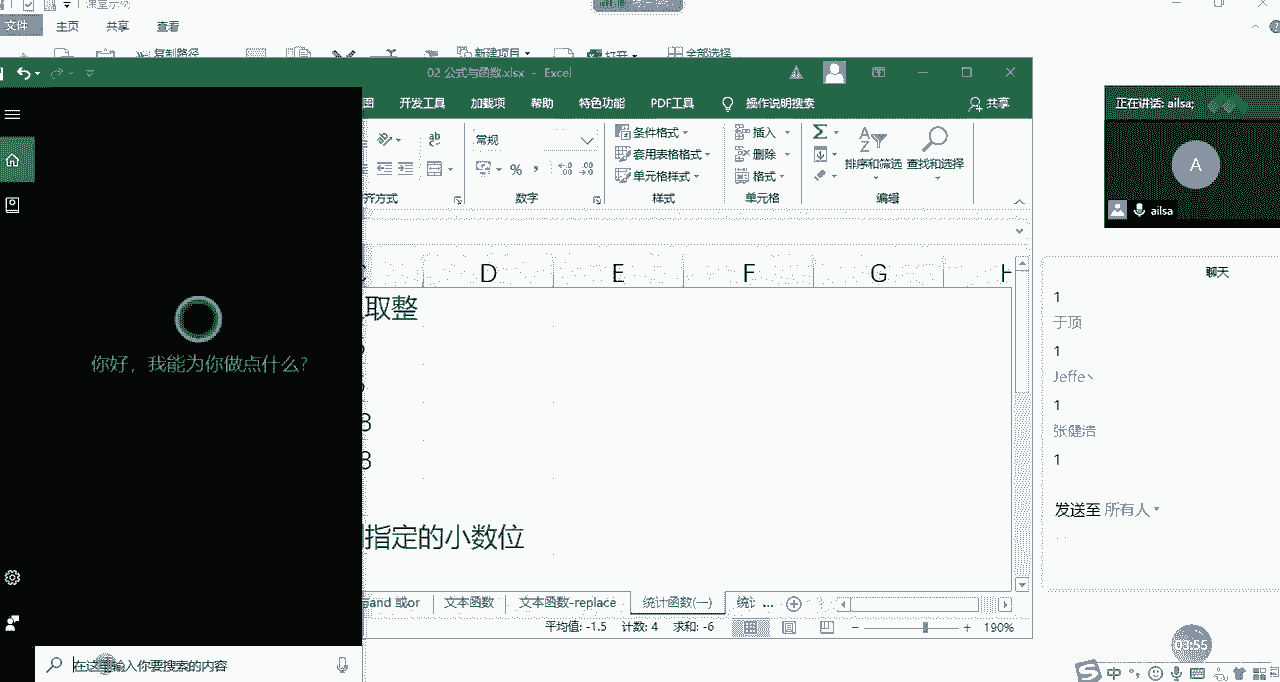 课堂示例
文件 主页 共享 查看
复制路径 新建项目 打开 全部选择
02 公式与函数.xlsx - Excel
图 开发工具 加载项 帮助 特色功能 PDF工具 操作说明搜索 共享
常规
条件格式 插入
套用表格格式 删除
单元格样式 格式
排序和筛选 查找和选择
齐方式 数字 样式 单元格 编辑
D E F G H
取整
8
8
指定的小数位
and 或or 文本函数 文本函数-replace 统计函数(一) 统计 ...
平均值: -1.5 计数: 4 求和: -6 190%
你好，我能为你做点什么?
在这里输入你要搜索的内容
正在讲话: ailsa;
A
ailsa
聊天
1
于顶
1
Jeffe丶
1
张健浩
1
发送至 所有人
03:55
中